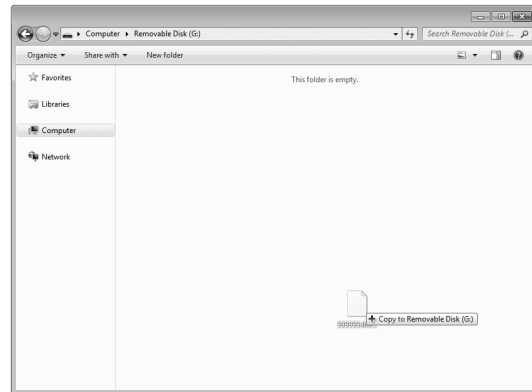 Computer ▸ Removable Disk (G:)
Search Removable Disk (...
Organize ▾ Share with ▾ New folder
Favorites
Libraries
Computer
Network
This folder is empty.
Copy to Removable Disk (G:)